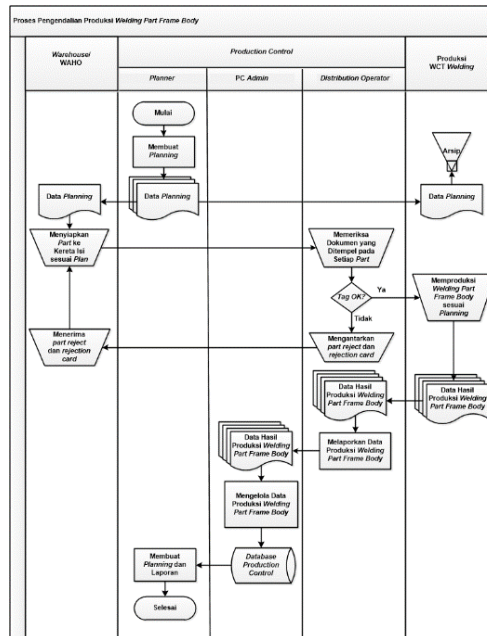 Proses Pengendalian Produksi Welding Part Frame Body
Warehouse/
WAHO
Production Control
Produksi
WCT Welding
Planner
PC Admin
Distribution Operator
Mulai
Membuat
Planning
Arsip
Data Planning
Data Planning
Data Planning
Menyiapkan
Part ke
Kereta Isi
sesuai Plan
Memeriksa
Dokumen yang
Ditempel pada
Setiap Part
Tag OK?
Ya
Tidak
Memproduksi
Welding Part
Frame Body
sesuai
Planning
Menerima
part reject
dan rejection
card
Mengantarkan
part reject dan
rejection card
Data Hasil
Produksi Welding
Part Frame Body
Data Hasil
Produksi Welding
Part Frame Body
Data Hasil
Produksi Welding
Part Frame Body
Melaporkan Data
Produksi Welding
Part Frame Body
Mengelola Data
Produksi Welding
Part Frame Body
Membuat
Planning dan
Laporan
Database
Production
Control
Selesai